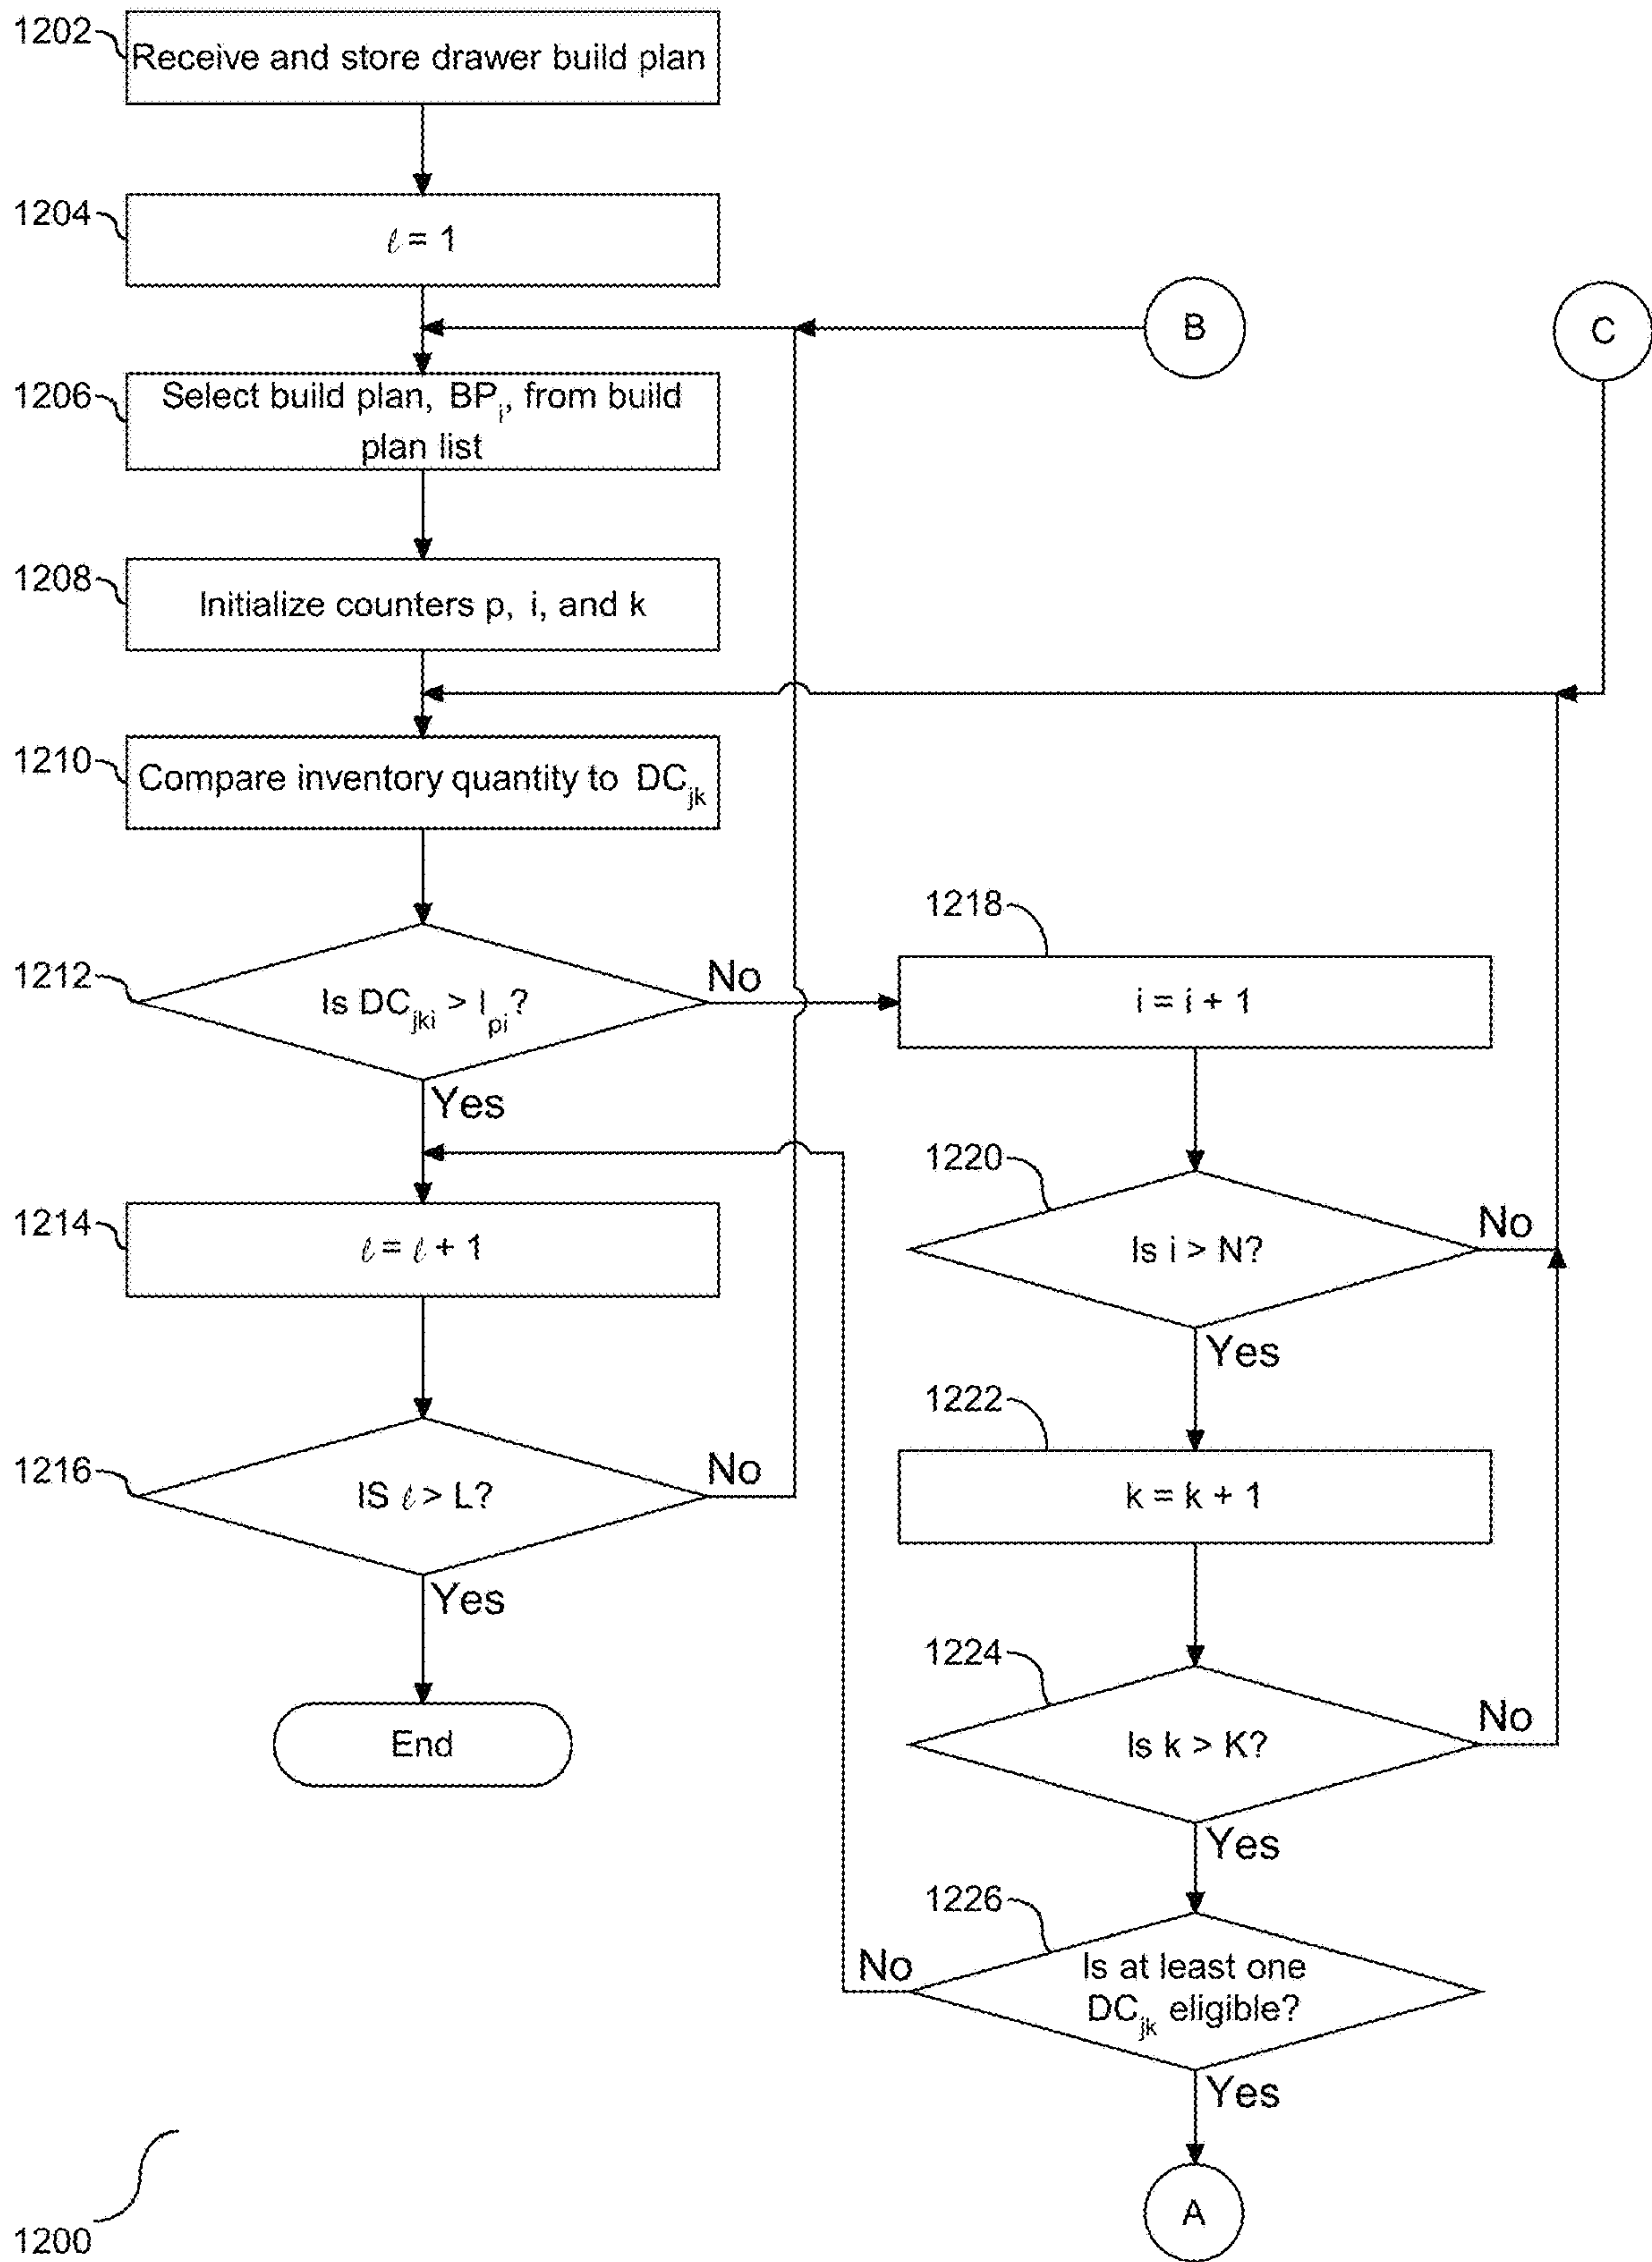 1202
Receive and store drawer build plan
1204
ℓ = 1
B
C
1206
Select build plan, BPᵢ, from build
plan list
1208
Initialize counters p, i, and k
1210
Compare inventory quantity to DCjk
1212
Is DCjki > Ipi?
No
Yes
1218
i = i + 1
1220
Is i > N?
No
Yes
1214
ℓ = ℓ + 1
1222
k = k + 1
1216
IS ℓ > L?
No
Yes
End
1224
Is k > K?
No
Yes
1226
Is at least one
DCjk eligible?
No
Yes
A
1200